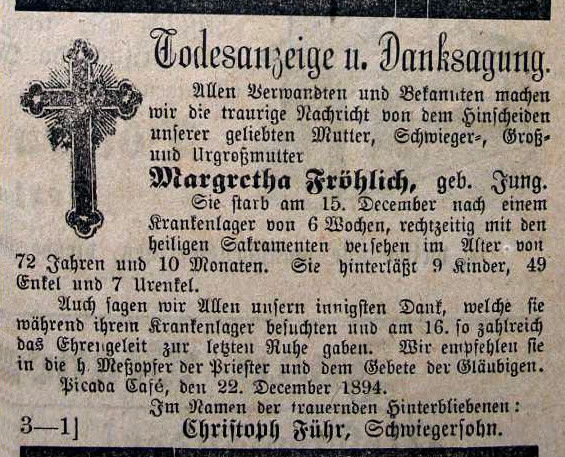 Todesanzeige u. Danksagung.
Allen Verwandten und Bekannten machen
wir die traurige Nachricht von dem Hinscheiden
unserer geliebten Mutter, Schwieger-, Groß-
und Urgroßmutter
Margretha Fröhlich, geb. Jung.
Sie starb am 15. December nach einem
Krankenlager von 6 Wochen, rechtzeitig mit den
heiligen Sakramenten versehen im Alter von
72 Jahren und 10 Monaten. Sie hinterläßt 9 Kinder, 49
Enkel und 7 Urenkel.
Auch sagen wir Allen unsern innigsten Dank, welche sie
während ihrem Krankenlager besuchten und am 16. so zahlreich
das Ehrengeleit zur letzten Ruhe gaben. Wir empfehlen sie
in die h. Meßopfer der Priester und dem Gebete der Gläubigen.
Picada Café, den 22. December 1894.
Im Namen der trauernden Hinterbliebenen:
3—1] Christoph Führ, Schwiegersohn.